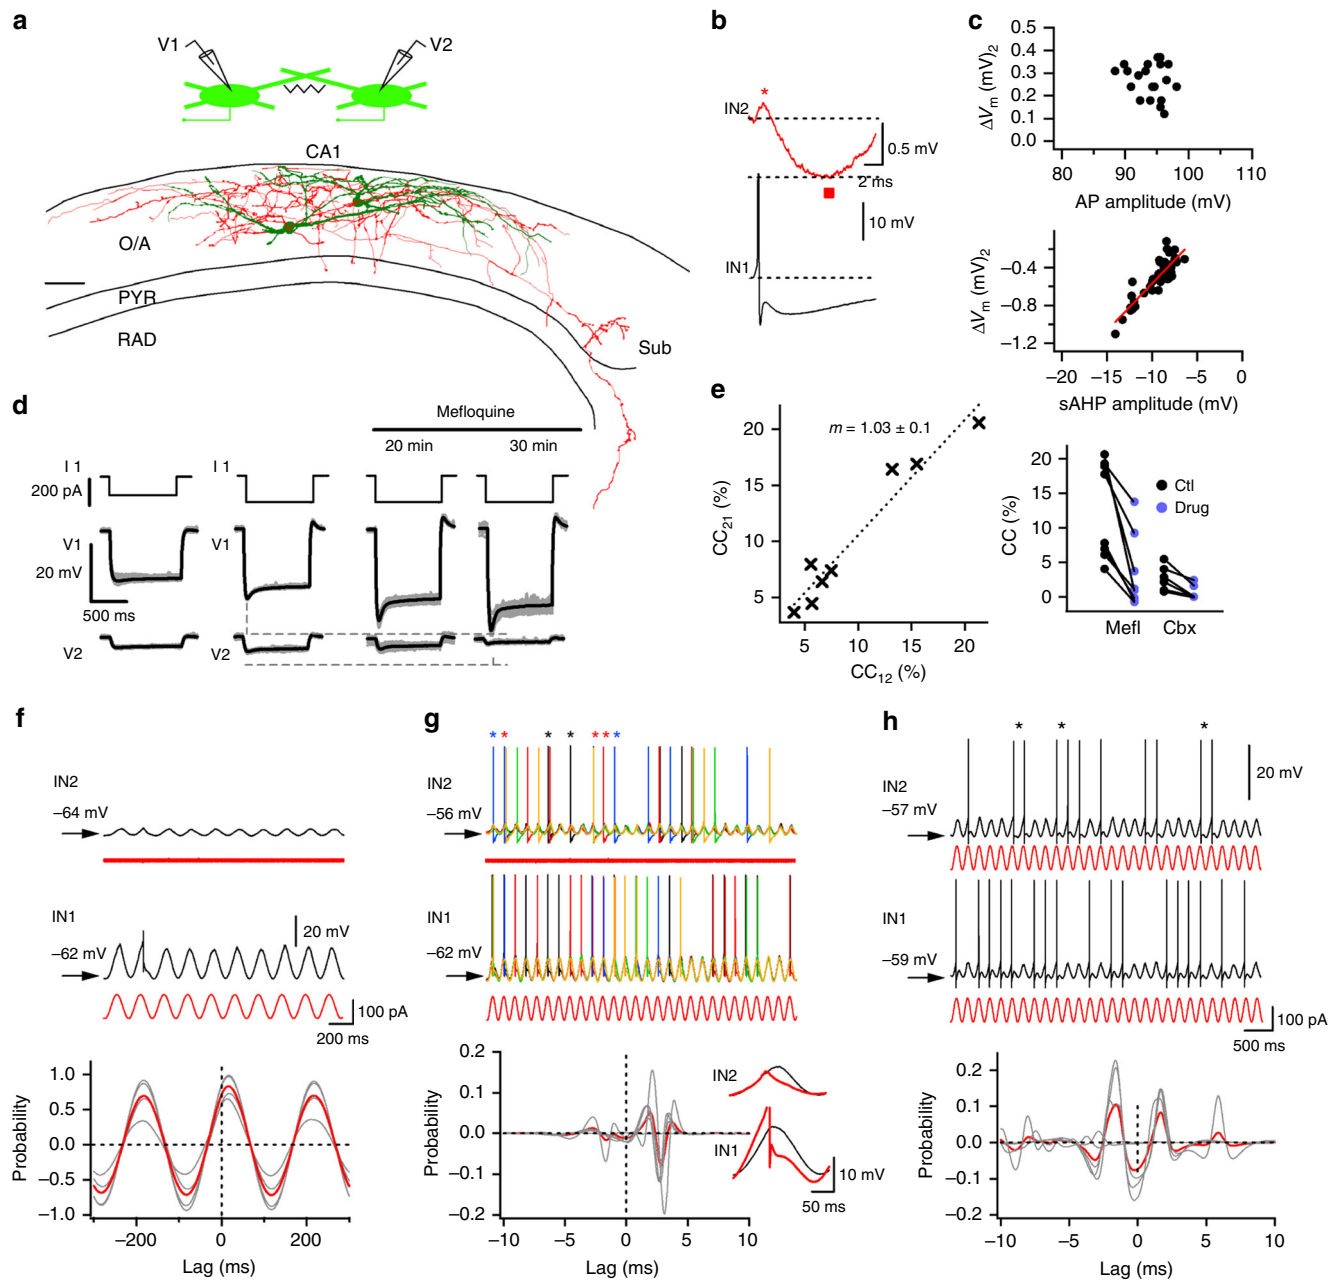 a
V1
V2
CA1
O/A
PYR
RAD
Sub
b
IN2
*
0.5 mV
2 ms
10 mV
IN1
c
0.5
0.4
0.3
0.2
0.1
0.0
ΔVm (mV)2
80 90 100 110
AP amplitude (mV)
−0.4
−0.8
−1.2
ΔVm (mV)2
−20 −15 −10 −5 0
sAHP amplitude (mV)
d
Mefloquine
20 min 30 min
I 1
200 pA
I 1
V1
20 mV
500 ms
V1
V2
V2
e
m = 1.03 ± 0.1
20
15
10
5
CC21 (%)
5 10 15 20
CC12 (%)
20
15
10
5
0
CC (%)
Ctl
Drug
Mefl Cbx
f
IN2
−64 mV
IN1
20 mV
−62 mV
100 pA
200 ms
1.0
0.5
0.0
−0.5
−1.0
Probability
−200 0 200
Lag (ms)
g
* * * * * * *
IN2
−56 mV
IN1
−62 mV
0.2
0.1
0.0
−0.1
−0.2
Probability
IN2
IN1
10 mV
50 ms
−10 −5 0 5 10
Lag (ms)
h
* * *
IN2
20 mV
−57 mV
IN1
−59 mV
100 pA
500 ms
0.2
0.1
0.0
−0.1
−0.2
Probability
−10 −5 0 5 10
Lag (ms)